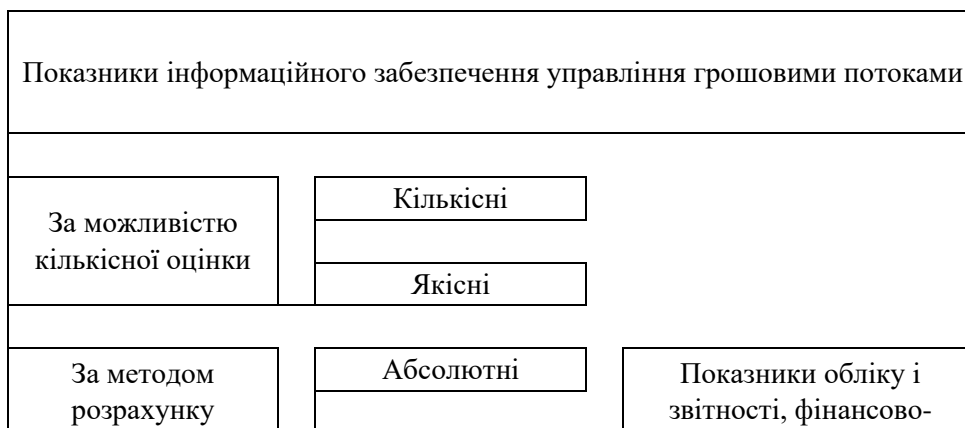 Показники інформаційного забезпечення управління грошовими потоками
За можливістю
кількісної оцінки
Кількісні
Якісні
За методом
розрахунку
Абсолютні
Показники обліку і
звітності, фінансово-